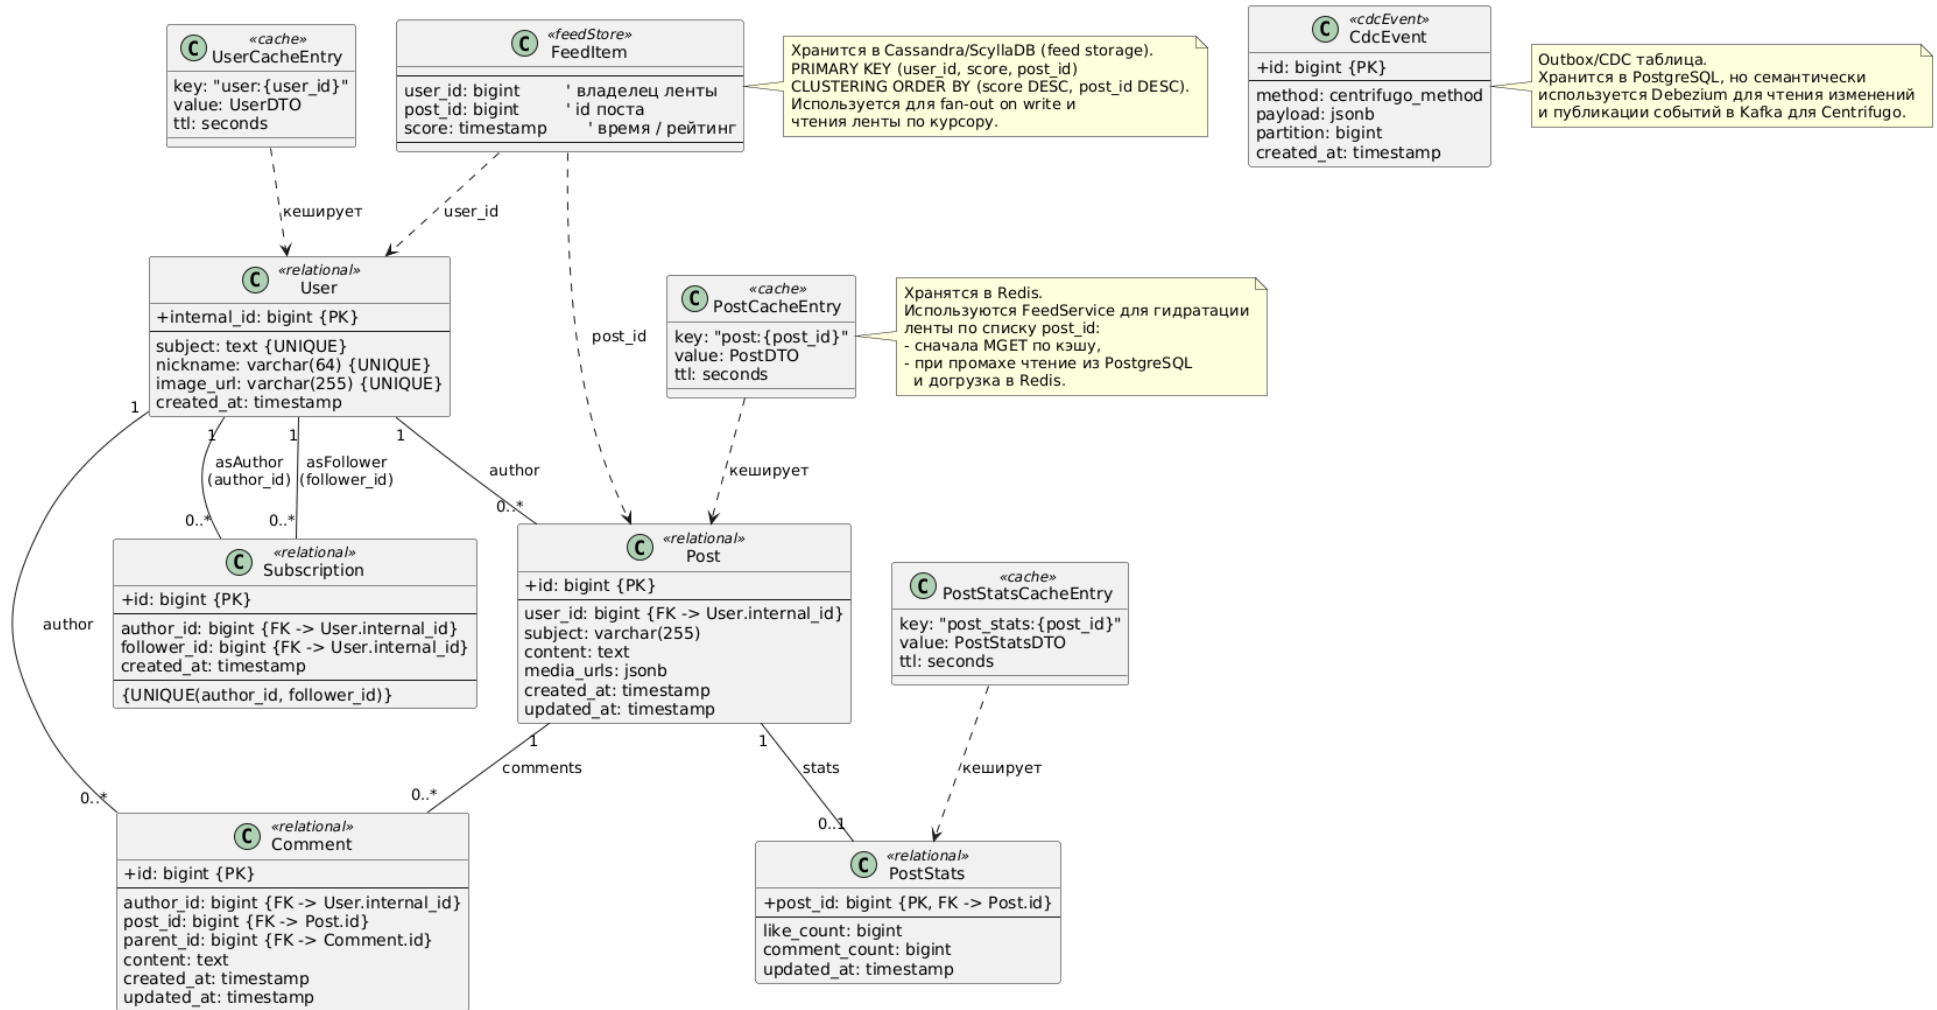 «cache»
UserCacheEntry
key: "user:{user_id}"
value: UserDTO
ttl: seconds
«feedStore»
FeedItem
user_id: bigint ' владелец ленты
post_id: bigint ' id поста
score: timestamp ' время / рейтинг
Хранится в Cassandra/ScyllaDB (feed storage).
PRIMARY KEY (user_id, score, post_id)
CLUSTERING ORDER BY (score DESC, post_id DESC).
Используется для fan-out on write и
чтения ленты по курсору.
«cdcEvent»
CdcEvent
+id: bigint {PK}
method: centrifugo_method
payload: jsonb
partition: bigint
created_at: timestamp
Outbox/CDC таблица.
Хранится в PostgreSQL, но семантически
используется Debezium для чтения изменений
и публикации событий в Kafka для Centrifugo.
кеширует
user_id
post_id
«relational»
User
+internal_id: bigint {PK}
subject: text {UNIQUE}
nickname: varchar(64) {UNIQUE}
image_url: varchar(255) {UNIQUE}
created_at: timestamp
«cache»
PostCacheEntry
key: "post:{post_id}"
value: PostDTO
ttl: seconds
Хранятся в Redis.
Используются FeedService для гидратации
ленты по списку post_id:
- сначала MGET по кэшу,
- при промахе чтение из PostgreSQL
и догрузка в Redis.
1
1
1
1
asAuthor
(author_id)
asFollower
(follower_id)
author
кеширует
0..*
0..*
0..*
author
«relational»
Subscription
+id: bigint {PK}
author_id: bigint {FK -> User.internal_id}
follower_id: bigint {FK -> User.internal_id}
created_at: timestamp
{UNIQUE(author_id, follower_id)}
«relational»
Post
+id: bigint {PK}
user_id: bigint {FK -> User.internal_id}
subject: varchar(255)
content: text
media_urls: jsonb
created_at: timestamp
updated_at: timestamp
«cache»
PostStatsCacheEntry
key: "post_stats:{post_id}"
value: PostStatsDTO
ttl: seconds
1
1
comments
stats
кеширует
0..*
0..*
0..1
«relational»
Comment
+id: bigint {PK}
author_id: bigint {FK -> User.internal_id}
post_id: bigint {FK -> Post.id}
parent_id: bigint {FK -> Comment.id}
content: text
created_at: timestamp
updated_at: timestamp
«relational»
PostStats
+post_id: bigint {PK, FK -> Post.id}
like_count: bigint
comment_count: bigint
updated_at: timestamp